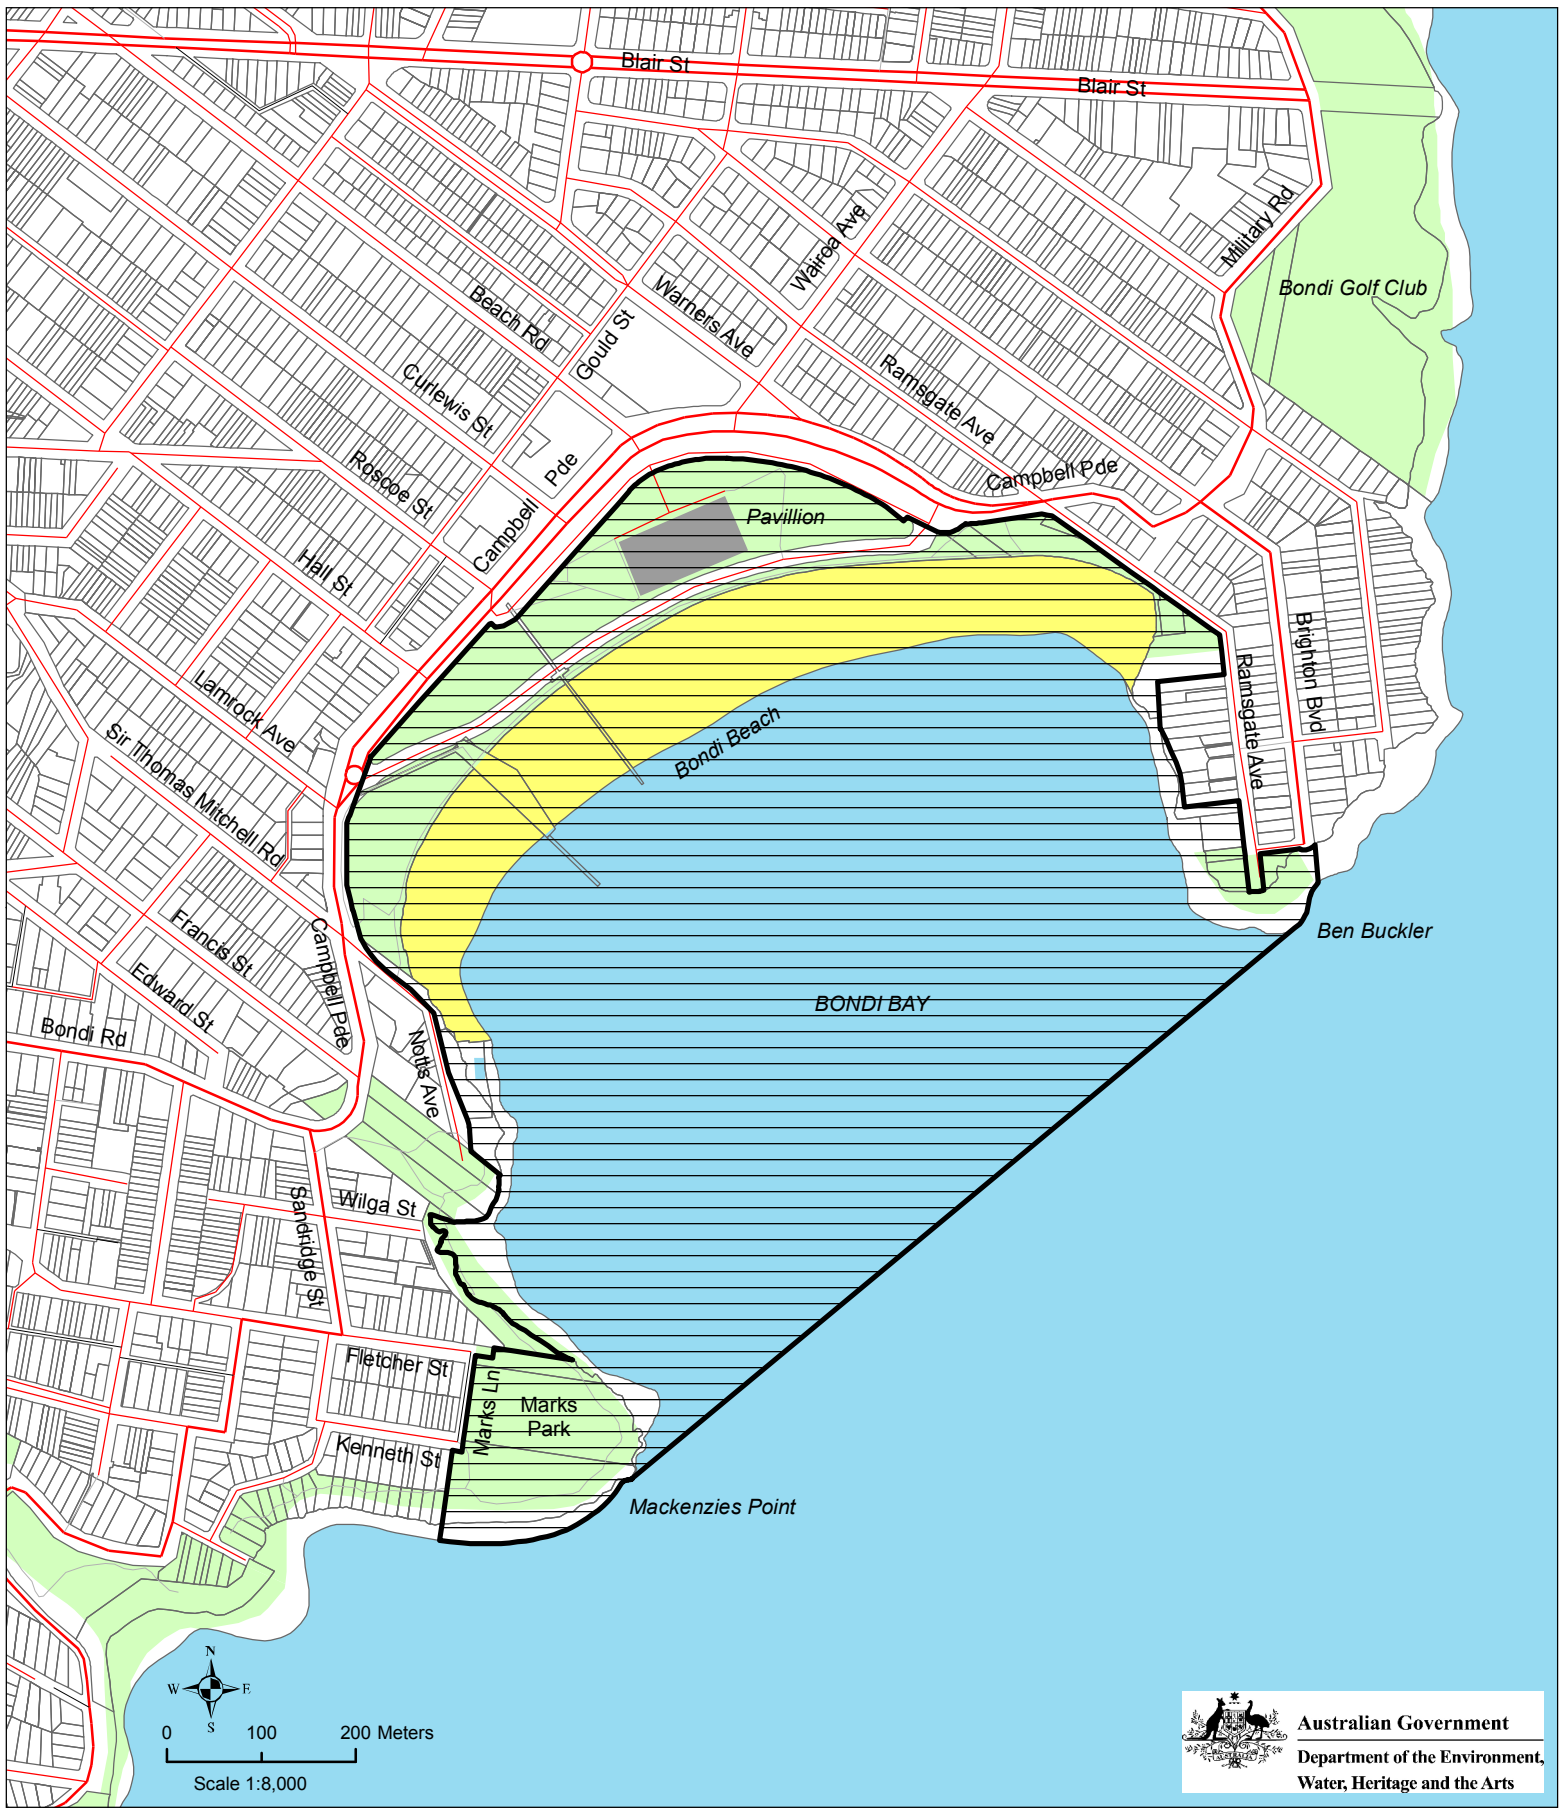 Blair St
Blair St
Military Rd
Wairoa Ave
Bondi Golf Club
Beach Rd
Warners Ave
Gould St
Curlewis St
Ramsgate Ave
Roscoe St
Campbell Pde
Campbell Pde
Pavillion
Hall St
Brighton Bvd
Ramsgate Ave
Lamrock Ave
Bondi Beach
Sir Thomas Mitchell Rd
Francis St
Campbell Pde
Ben Buckler
Edward St
BONDI BAY
Bondi Rd
Notts Ave
Wilga St
Sandridge St
Fletcher St
Marks Ln
Marks
Park
Kenneth St
Mackenzies Point
N
W E
S
0 100 200 Meters
Scale 1:8,000
AUSTRALIA
Australian Government
Department of the Environment,
Water, Heritage and the Arts